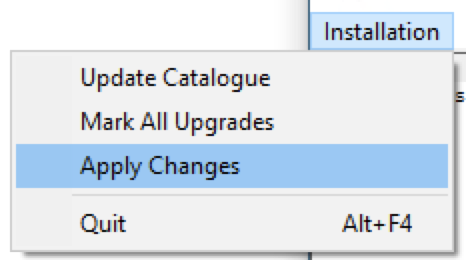 Installation
Update Catalogue
Mark All Upgrades
Apply Changes
Quit Alt+F4